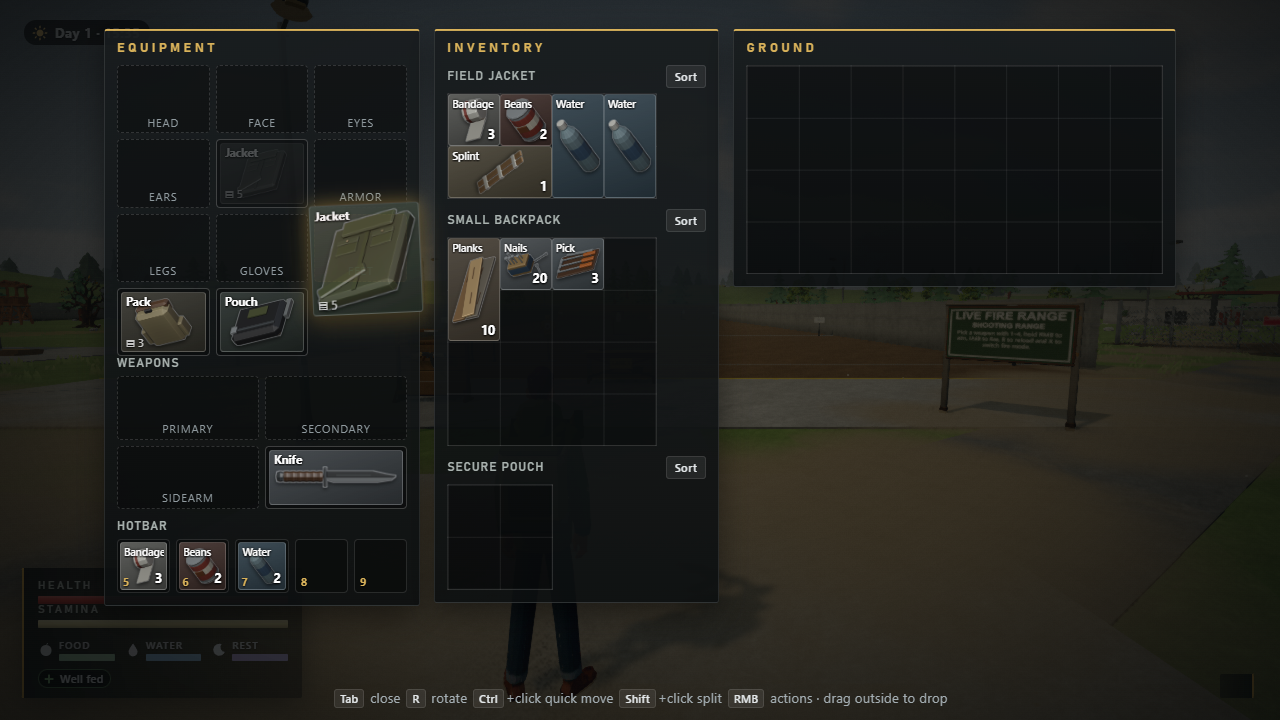 Day 1 -
EQUIPMENT
HEAD
FACE
EYES
EARS
Jacket
5
ARMOR
LEGS
GLOVES
Jacket
5
Pack
3
Pouch
WEAPONS
PRIMARY
SECONDARY
SIDEARM
Knife
HOTBAR
Bandage
5
3
Beans
6
2
Water
7
2
8
9
INVENTORY
FIELD JACKET
Sort
Bandage
3
Beans
2
Water
Water
Splint
1
SMALL BACKPACK
Sort
Planks
10
Nails
20
Pick
3
SECURE POUCH
Sort
GROUND
LIVE FIRE RANGE
SHOOTING RANGE
HEALTH
STAMINA
FOOD
WATER
REST
+ Well fed
Tab close R rotate Ctrl +click quick move Shift +click split RMB actions · drag outside to drop